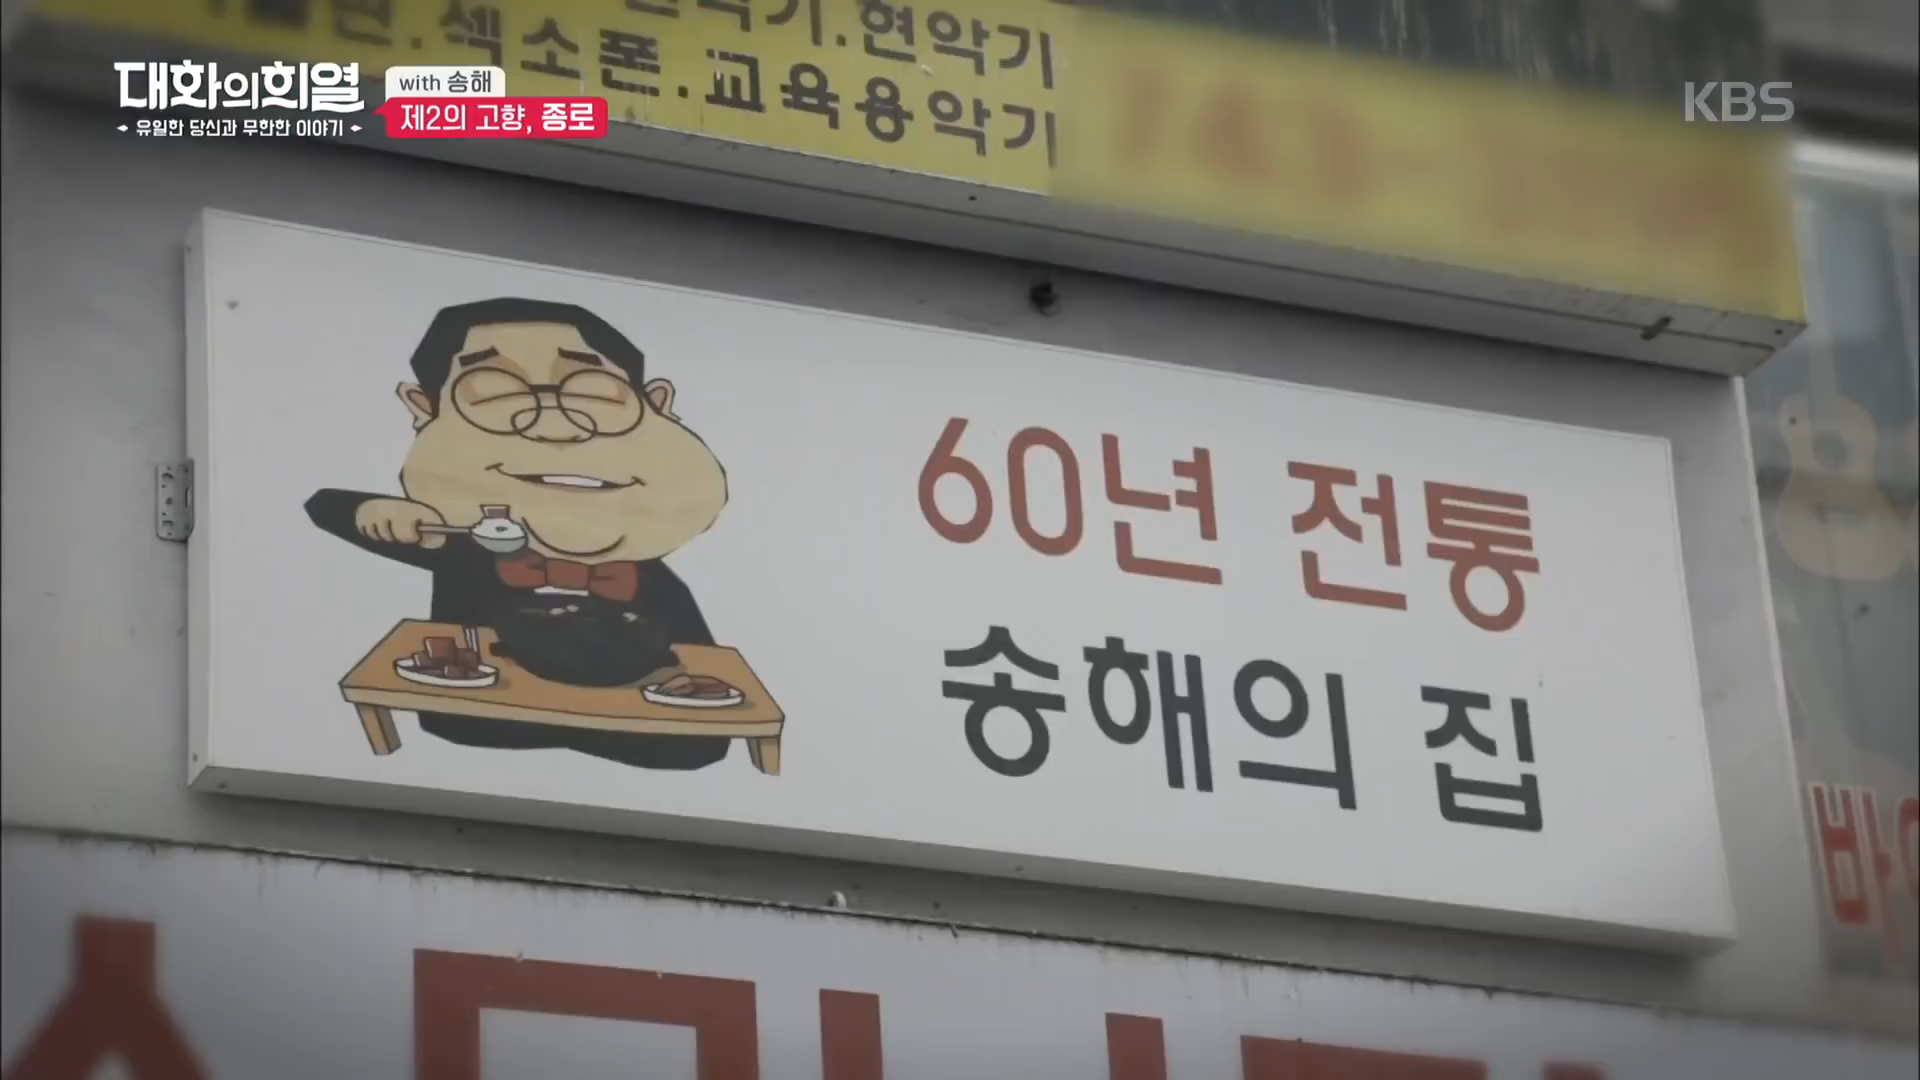 대화의희열
유일한 당신과 무한한 이야기
with 송해
제2의 고향, 종로
KBS
현악기
섹소폰.교육용악기
60년 전통
송해의 집